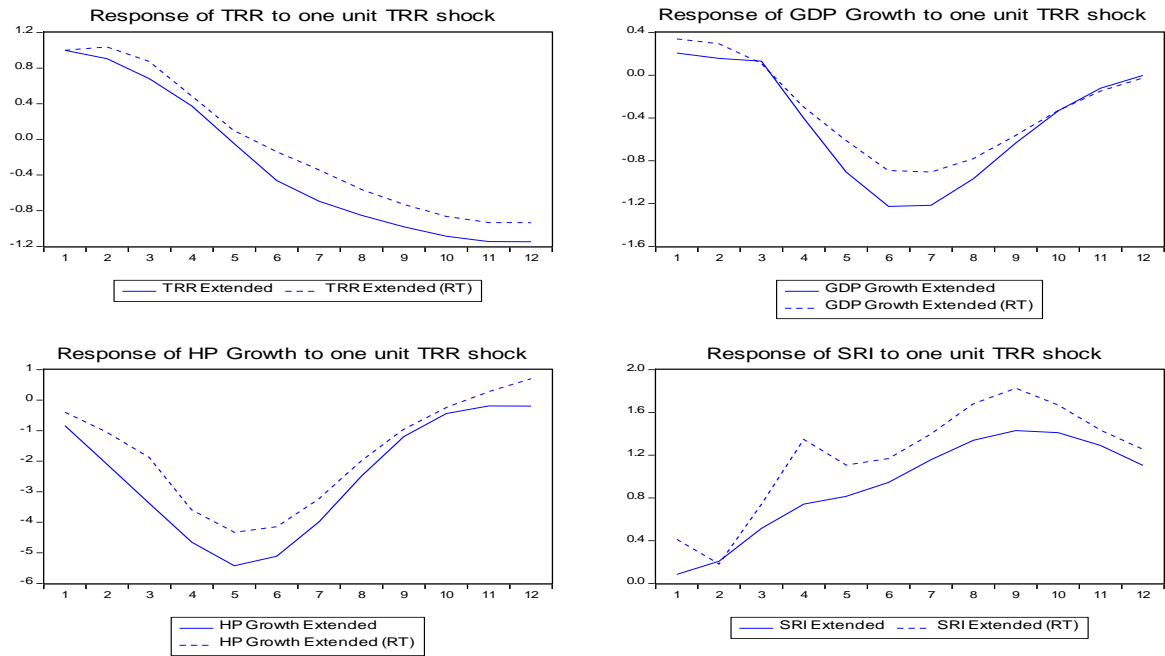 Response of TRR to one unit TRR shock
1.2
0.8
0.4
0.0
-0.4
-0.8
-1.2
1 2 3 4 5 6 7 8 9 10 11 12
TRR Extended TRR Extended (RT)
Response of GDP Growth to one unit TRR shock
0.4
0.0
-0.4
-0.8
-1.2
-1.6
1 2 3 4 5 6 7 8 9 10 11 12
GDP Growth Extended
GDP Growth Extended (RT)
Response of HP Growth to one unit TRR shock
1
0
-1
-2
-3
-4
-5
-6
1 2 3 4 5 6 7 8 9 10 11 12
HP Growth Extended
HP Growth Extended (RT)
Response of SRI to one unit TRR shock
2.0
1.6
1.2
0.8
0.4
0.0
1 2 3 4 5 6 7 8 9 10 11 12
SRI Extended SRI Extended (RT)